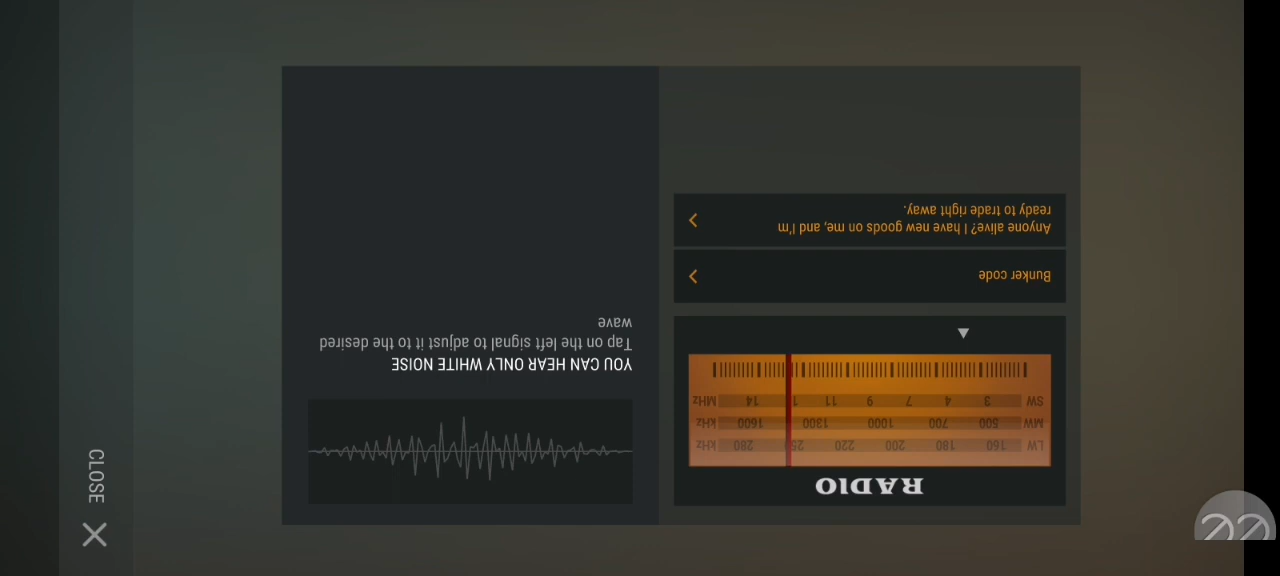 RADIO
LW 160 180 200 220 280 kHz
MW 500 700 1000 1300 1600 kHz
SW 3 4 7 9 11 14 MHz
Bunker code
Anyone alive? I have new goods on me, and I'm
ready to trade right away.
YOU CAN HEAR ONLY WHITE NOISE
Tap on the left signal to adjust it to the desired
wave
CLOSE